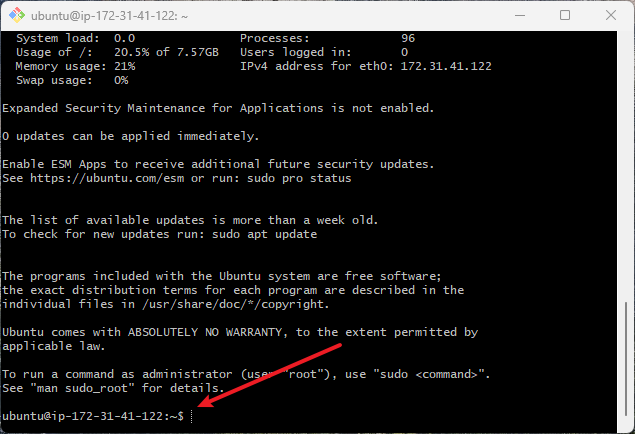 ubuntu@ip-172-31-41-122: ~
System load:  0.0                Processes:             96
Usage of /:   20.5% of 7.57GB   Users logged in:       0
Memory usage: 21%                IPv4 address for eth0: 172.31.41.122
Swap usage:   0%
Expanded Security Maintenance for Applications is not enabled.
0 updates can be applied immediately.
Enable ESM Apps to receive additional future security updates.
See https://ubuntu.com/esm or run: sudo pro status
The list of available updates is more than a week old.
To check for new updates run: sudo apt update
The programs included with the Ubuntu system are free software;
the exact distribution terms for each program are described in the
individual files in /usr/share/doc/*/copyright.
Ubuntu comes with ABSOLUTELY NO WARRANTY, to the extent permitted by
applicable law.
To run a command as administrator (user "root"), use "sudo <command>".
See "man sudo_root" for details.
ubuntu@ip-172-31-41-122:~$